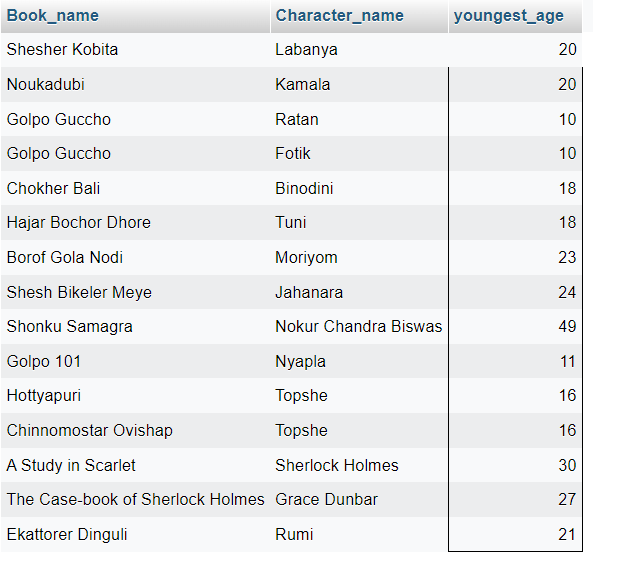 Book_name Character_name youngest_age
Shesher Kobita Labanya 20
Noukadubi Kamala 20
Golpo Guccho Ratan 10
Golpo Guccho Fotik 10
Chokher Bali Binodini 18
Hajar Bochor Dhore Tuni 18
Borof Gola Nodi Moriyom 23
Shesh Bikeler Meye Jahanara 24
Shonku Samagra Nokur Chandra Biswas 49
Golpo 101 Nyapla 11
Hottyapuri Topshe 16
Chinnomostar Ovishap Topshe 16
A Study in Scarlet Sherlock Holmes 30
The Case-book of Sherlock Holmes Grace Dunbar 27
Ekattorer Dinguli Rumi 21